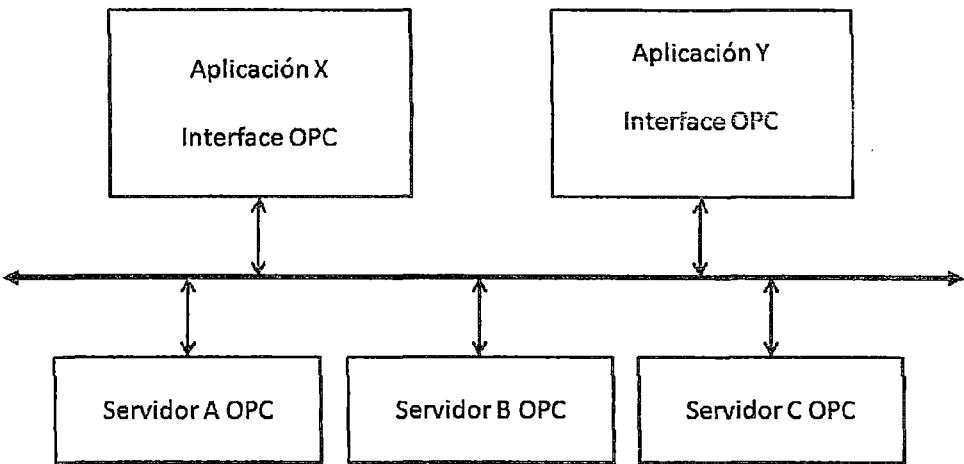 Aplicación X
Interface OPC
Aplicación Y
Interface OPC
Servidor A OPC
Servidor B OPC
Servidor C OPC